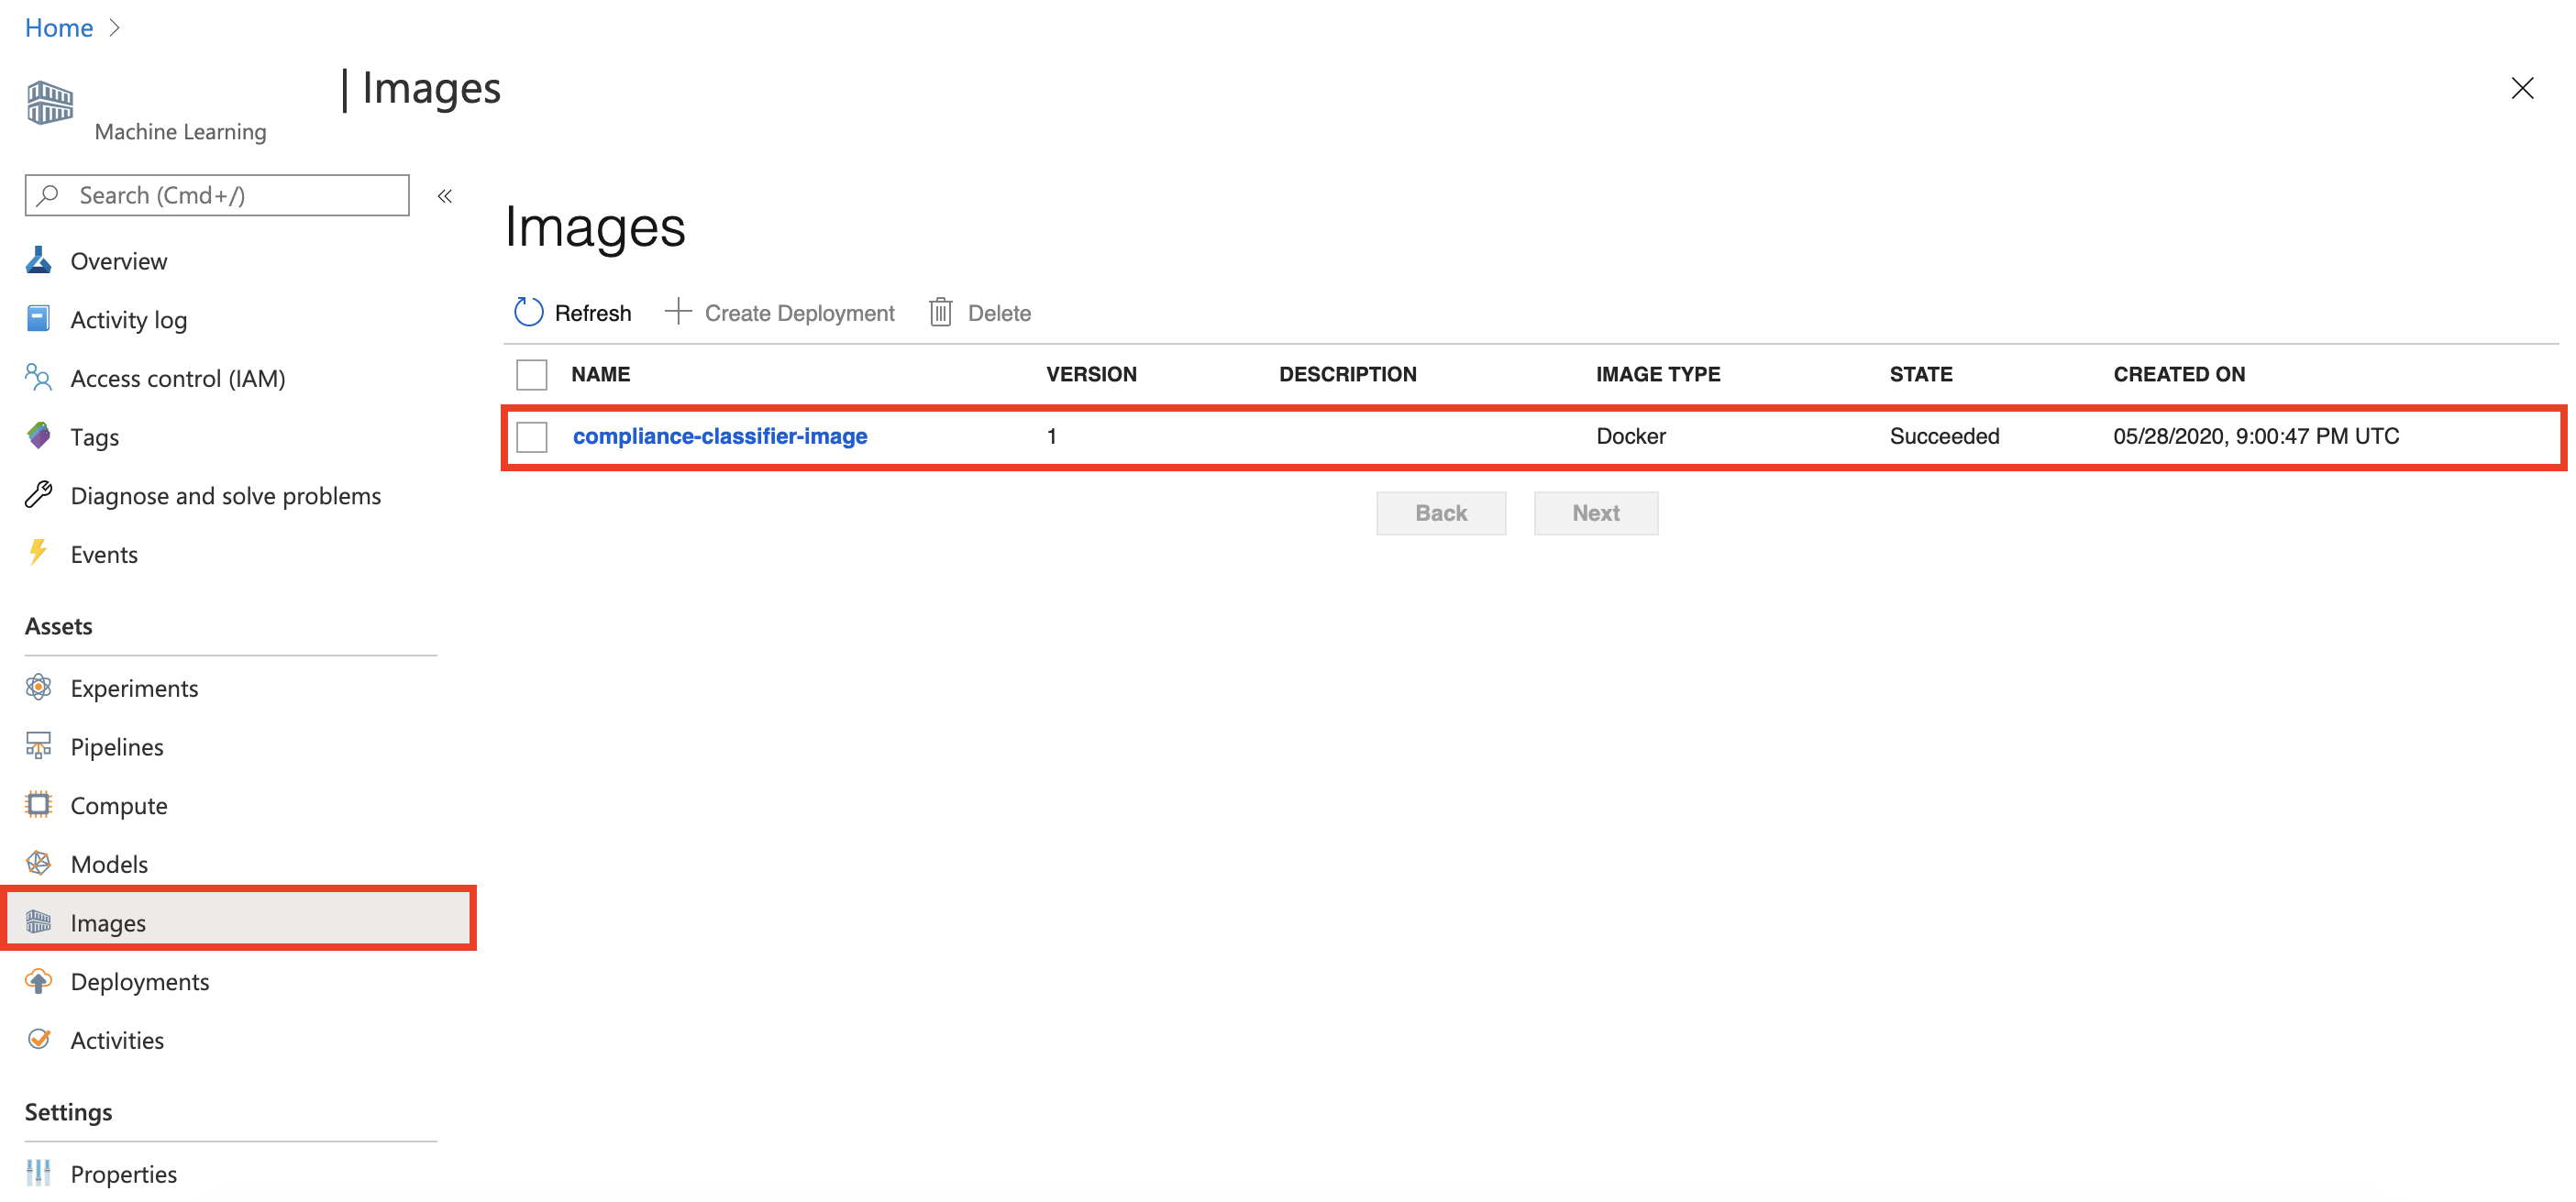 Home
| Images
Machine Learning
Search (Cmd+/)
«
Overview
Activity log
Access control (IAM)
Tags
Diagnose and solve problems
Events
Assets
Experiments
Pipelines
Compute
Models
Images
Deployments
Activities
Settings
Properties
Images
Refresh Create Deployment Delete
NAME VERSION DESCRIPTION IMAGE TYPE STATE CREATED ON
compliance-classifier-image 1 Docker Succeeded 05/28/2020, 9:00:47 PM UTC
Back Next